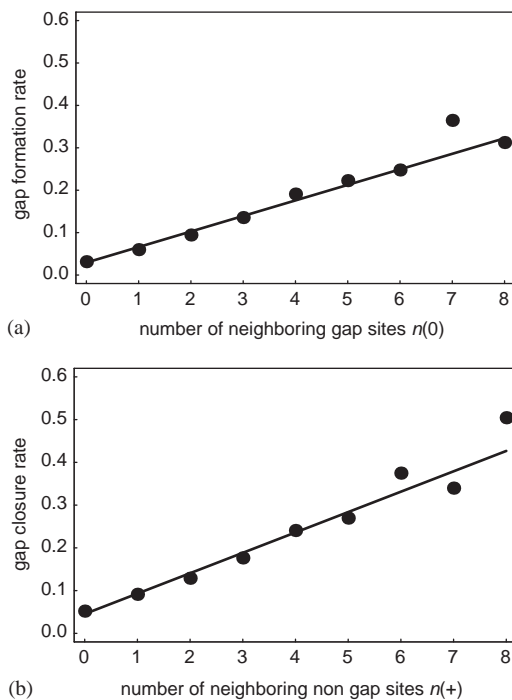 0.6
0.5
0.4
0.3
0.2
0.1
0.0
gap formation rate
0 1 2 3 4 5 6 7 8
(a) number of neighboring gap sites n(0)
0.6
0.5
0.4
0.3
0.2
0.1
0.0
gap closure rate
0 1 2 3 4 5 6 7 8
(b) number of neighboring non gap sites n(+)